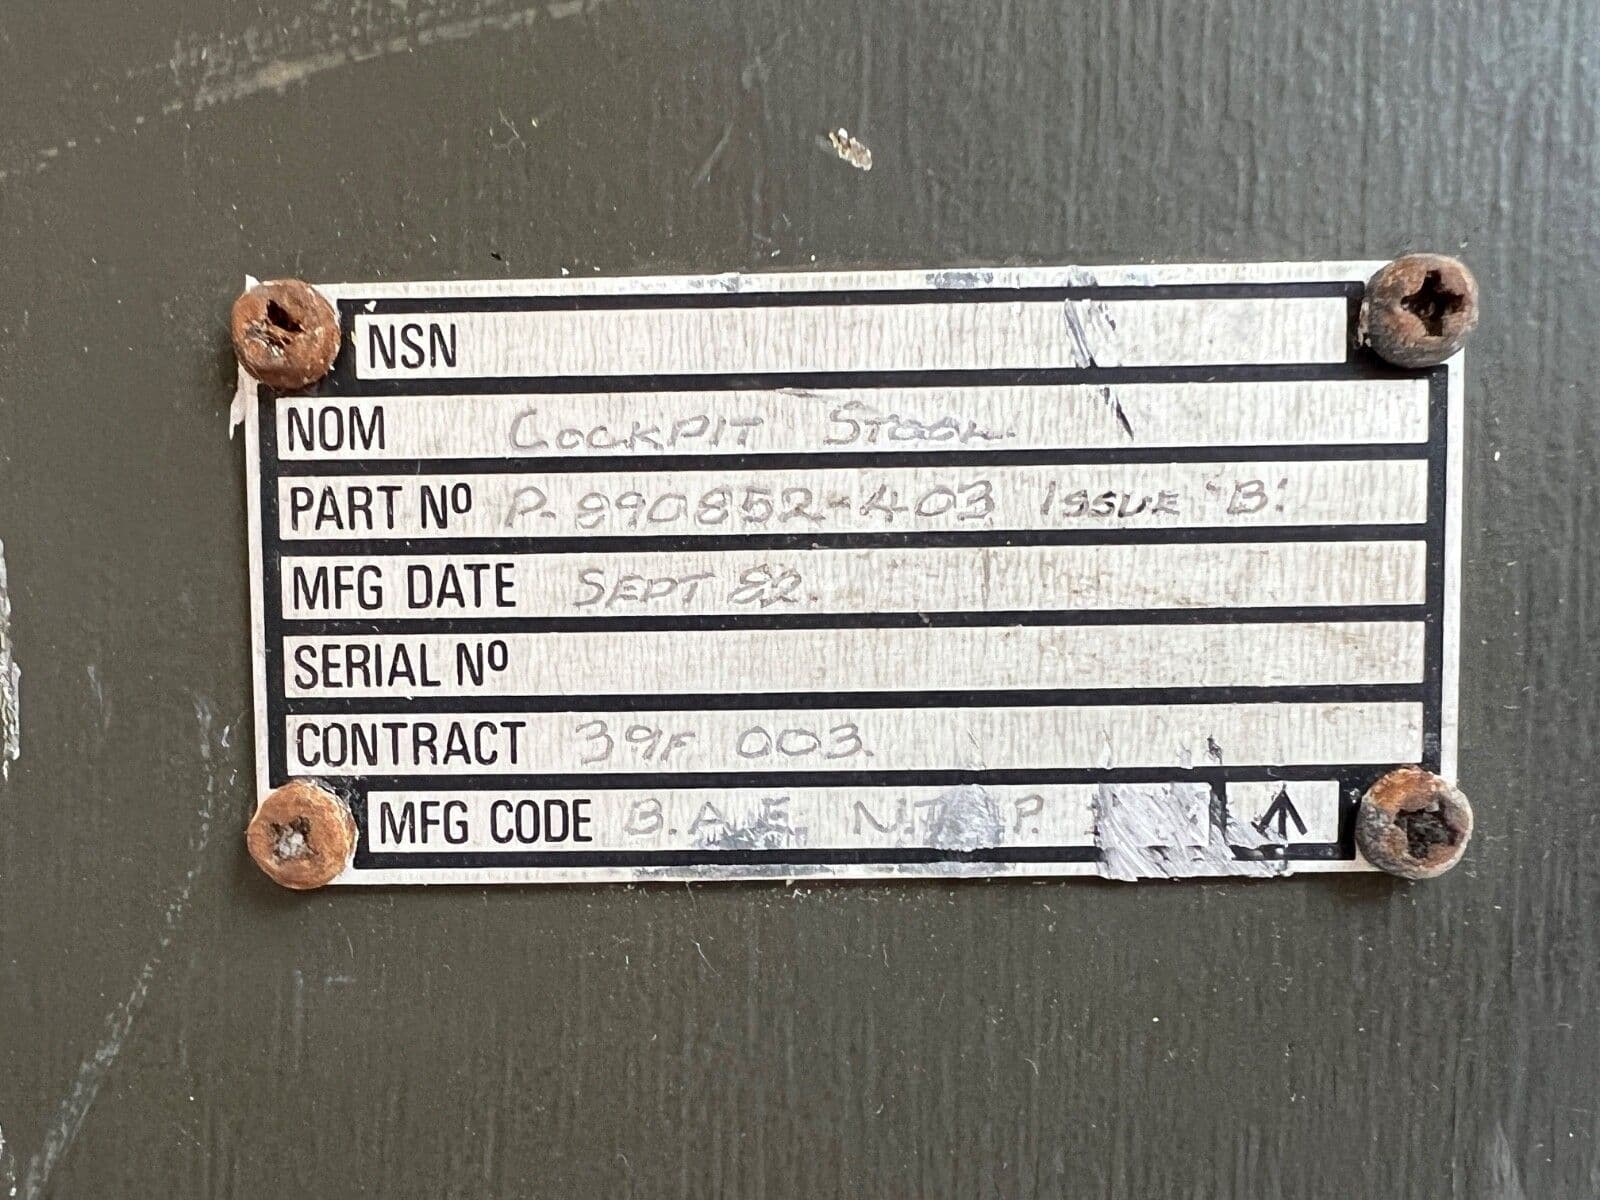 NSN
NOM COCKPIT STOOL.
PART Nº P. 890852-403 ISSUE 'B'
MFG DATE SEPT 82.
SERIAL Nº
CONTRACT 39F 003.
MFG CODE B.A.E.